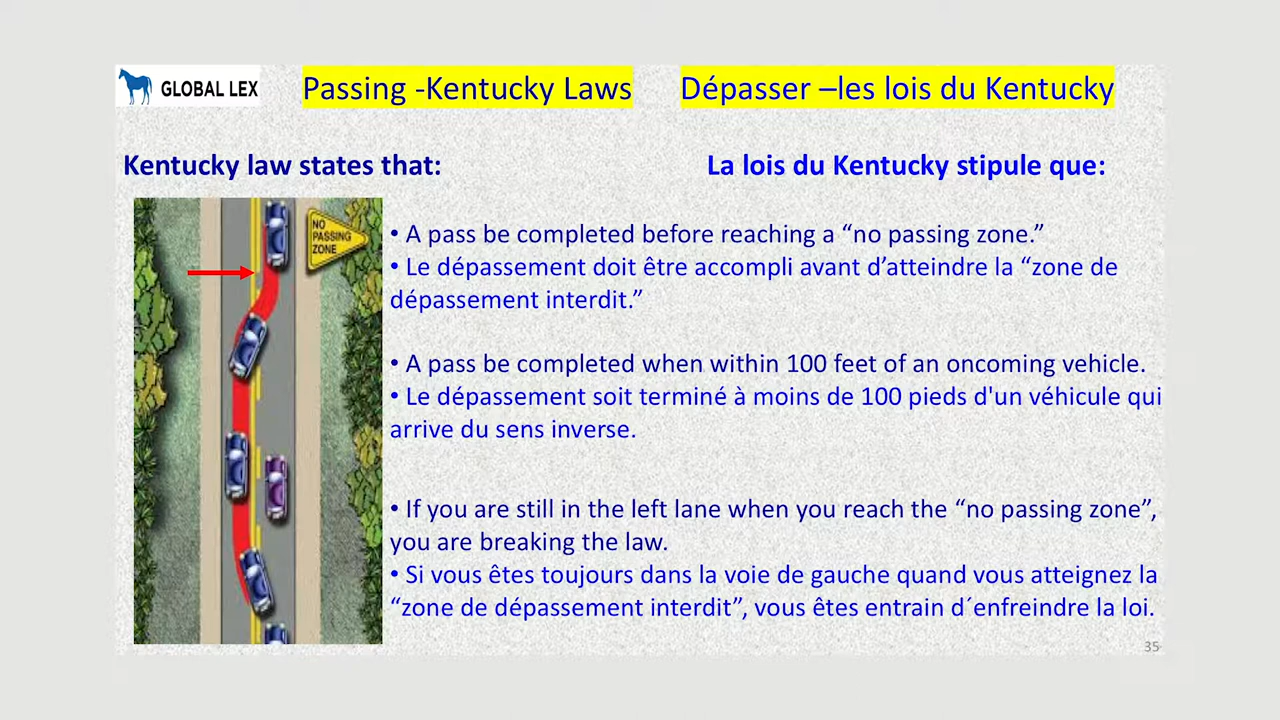 GLOBAL LEX
Passing -Kentucky Laws
Dépasser –les lois du Kentucky
Kentucky law states that:
La lois du Kentucky stipule que:
NO
PASSING
ZONE
• A pass be completed before reaching a “no passing zone.”
• Le dépassement doit être accompli avant d’atteindre la “zone de
dépassement interdit.”
• A pass be completed when within 100 feet of an oncoming vehicle.
• Le dépassement soit terminé à moins de 100 pieds d'un véhicule qui
arrive du sens inverse.
• If you are still in the left lane when you reach the “no passing zone”,
you are breaking the law.
• Si vous êtes toujours dans la voie de gauche quand vous atteignez la
“zone de dépassement interdit”, vous êtes entrain d´enfreindre la loi.
35